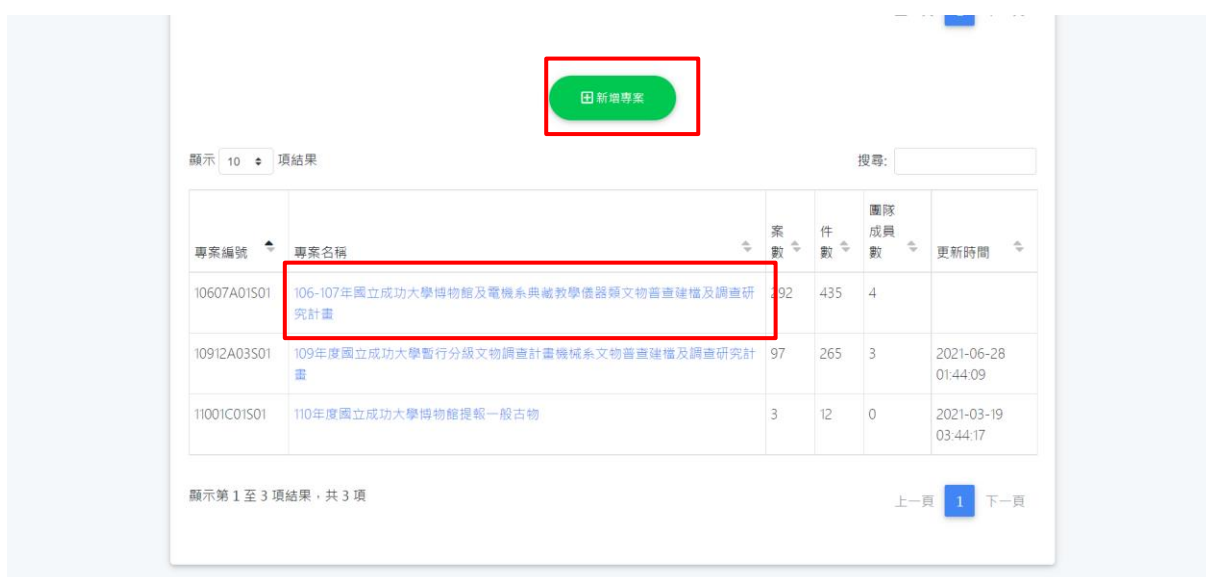 新增專案
顯示 10 項結果
搜尋:
專案編號 專案名稱 案數 件數 團隊成員數 更新時間
10607A01S01 106-107年國立成功大學博物館及電機系典藏教學儀器類文物普查建檔及調查研 292 435 4
究計畫
10912A03S01 109年度國立成功大學暫行分級文物調查計畫機械系文物普查建檔及調查研究計 97 265 3 2021-06-28
畫 01:44:09
11001C01S01 110年度國立成功大學博物館提報一般古物 3 12 0 2021-03-19
03:44:17
顯示第 1 至 3 項結果，共 3 項
上一頁 1 下一頁